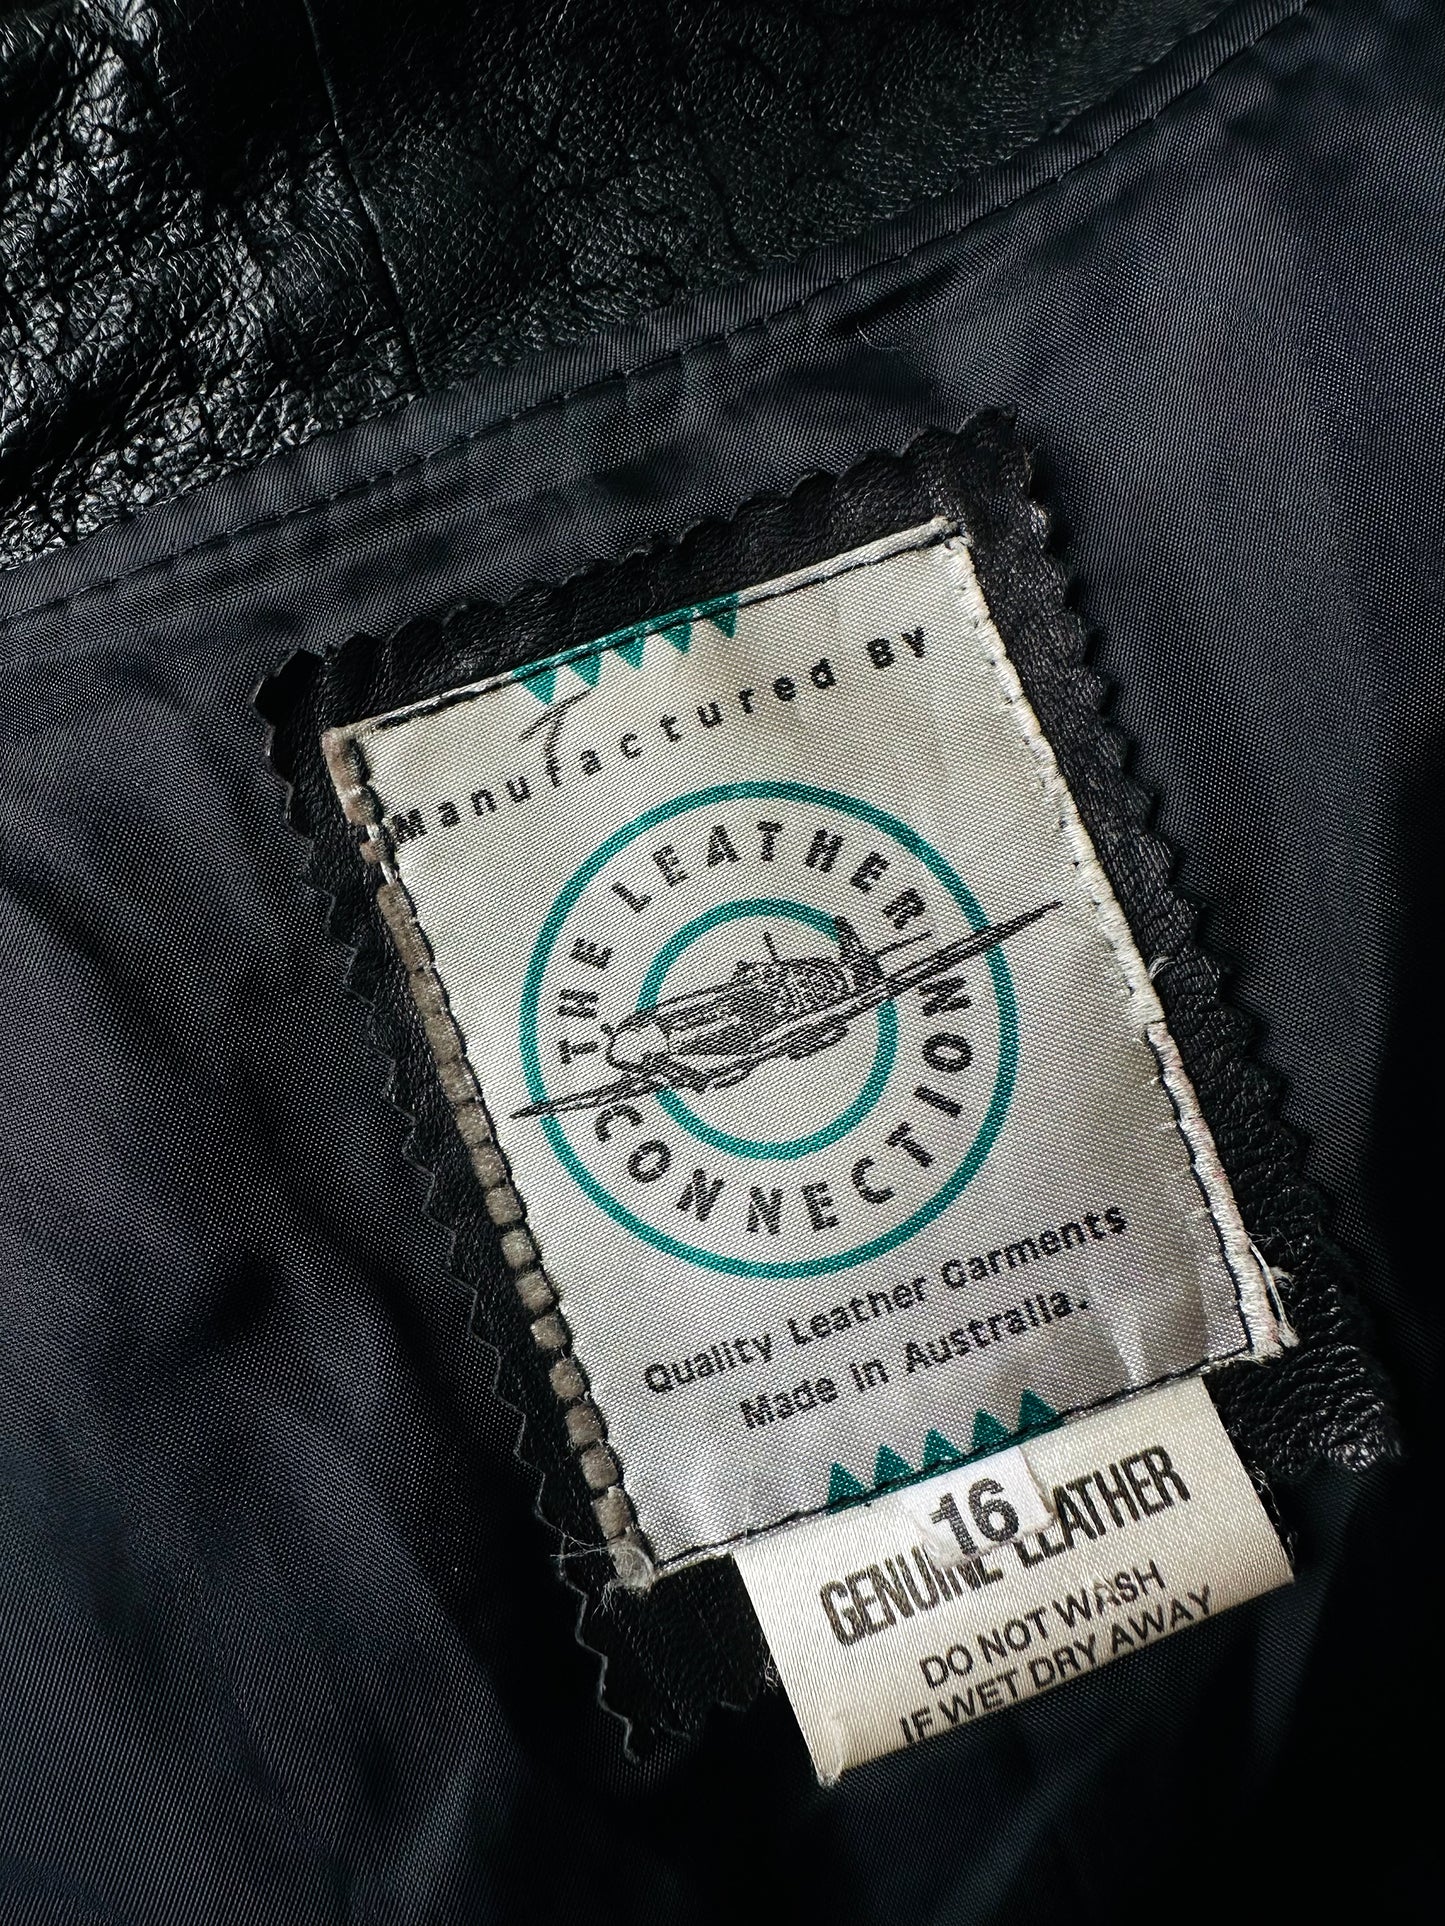 Manufactured BY
THE LEATHER
CONNECTION
Quality Leather Garments
Made in Australia.
16
GENUINE LEATHER
DO NOT WASH
IF WET DRY AWAY